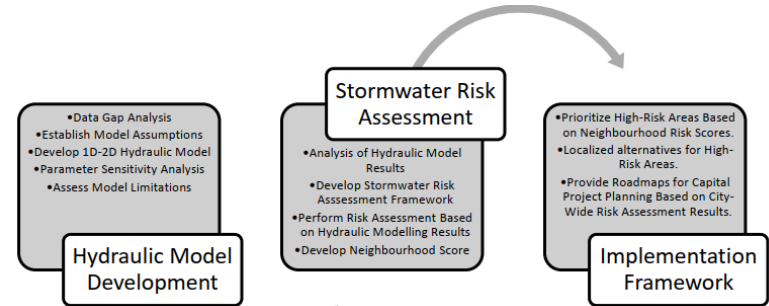 •Data Gap Analysis
•Establish Model Assumptions
•Develop 1D-2D Hydraulic Model
•Parameter Sensitivity Analysis
•Assess Model Limitations
Hydraulic Model
Development
Stormwater Risk
Assessment
•Analysis of Hydraulic Model
Results
•Develop Stormwater Risk
Asssessment Framework
•Perform Risk Assessment Based
on Hydraulic Modelling Results
•Develop Neighbourhood Score
•Prioritize High-Risk Areas Based
on Neighbourhood Risk Scores.
•Localized alternatives for High-
Risk Areas.
•Provide Roadmaps for Capital
Project Planning Based on City-
Wide Risk Assessment Results.
Implementation
Framework